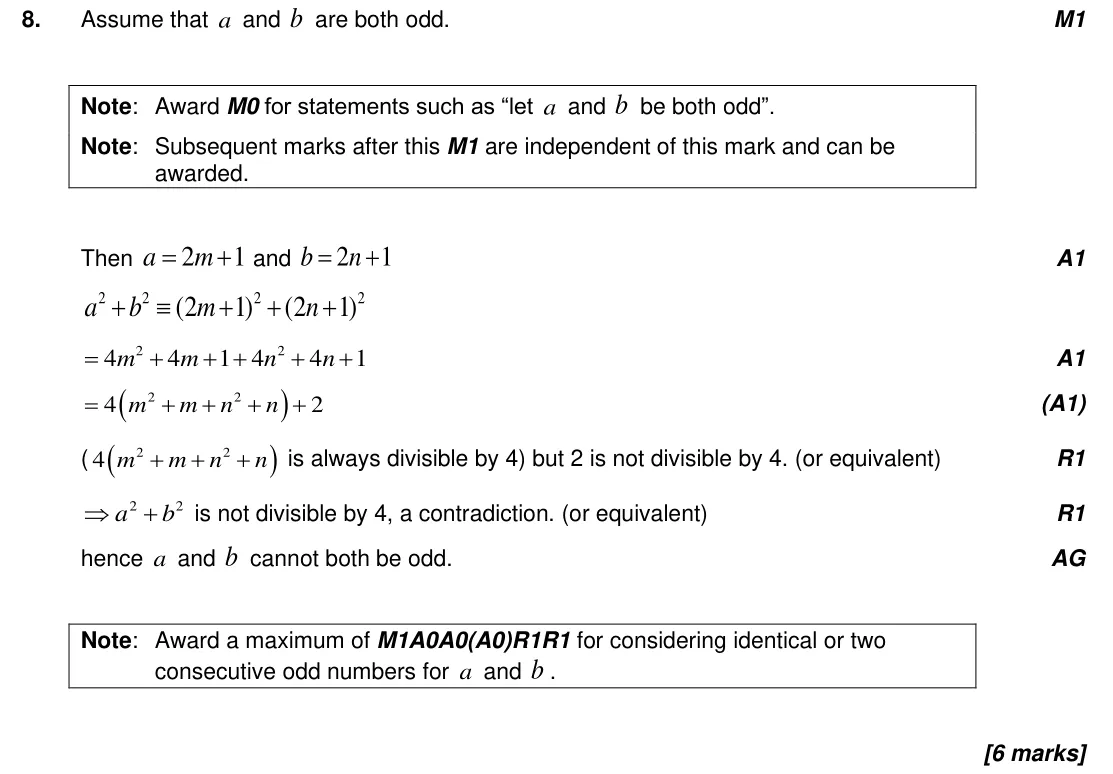 8. Assume that a and b are both odd. M1
Note: Award M0 for statements such as “let a and b be both odd”.
Note: Subsequent marks after this M1 are independent of this mark and can be
awarded.
Then a = 2m+1 and b = 2n+1 A1
a² + b² ≡ (2m+1)² + (2n+1)²
= 4m² + 4m + 1 + 4n² + 4n + 1 A1
= 4(m² + m + n² + n) + 2 (A1)
(4(m² + m + n² + n) is always divisible by 4) but 2 is not divisible by 4. (or equivalent) R1
⇒ a² + b² is not divisible by 4, a contradiction. (or equivalent) R1
hence a and b cannot both be odd. AG
Note: Award a maximum of M1A0A0(A0)R1R1 for considering identical or two
consecutive odd numbers for a and b.
[6 marks]